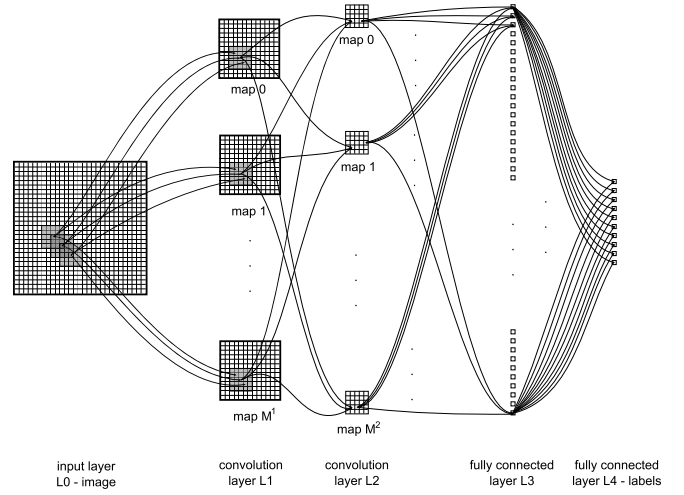 map 0
map 0
map 1
map 1
map M1
map M2
input layer
L0 - image
convolution
layer L1
convolution
layer L2
fully connected
layer L3
fully connected
layer L4 - labels